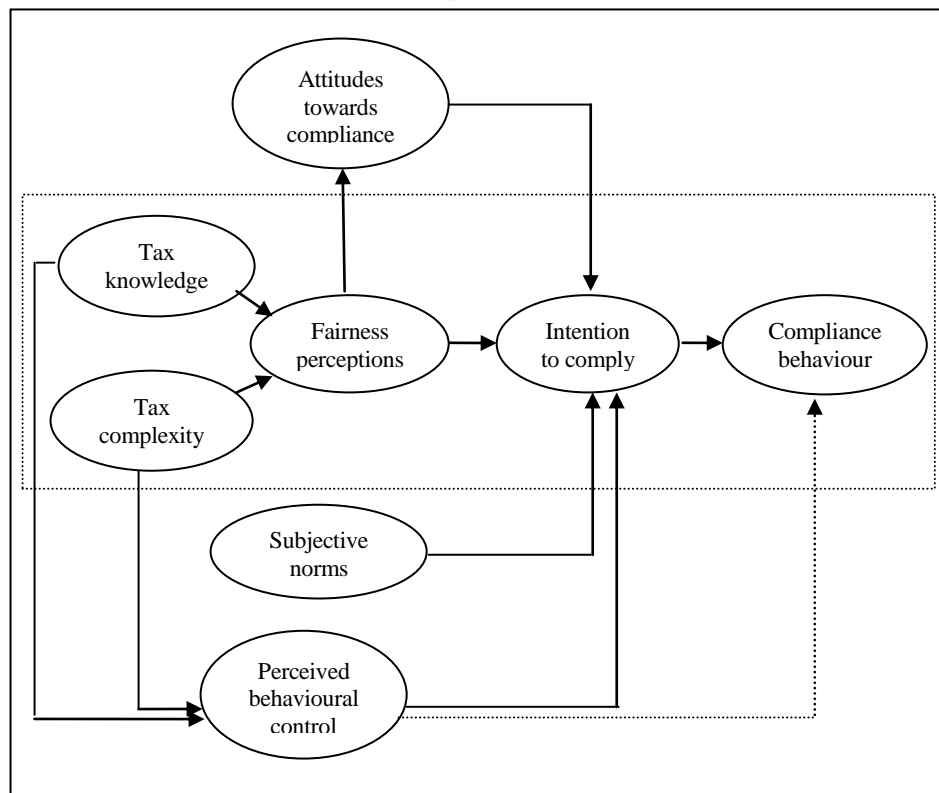 Attitudes
towards
compliance
Tax
knowledge
Fairness
perceptions
Intention
to comply
Compliance
behaviour
Tax
complexity
Subjective
norms
Perceived
behavioural
control